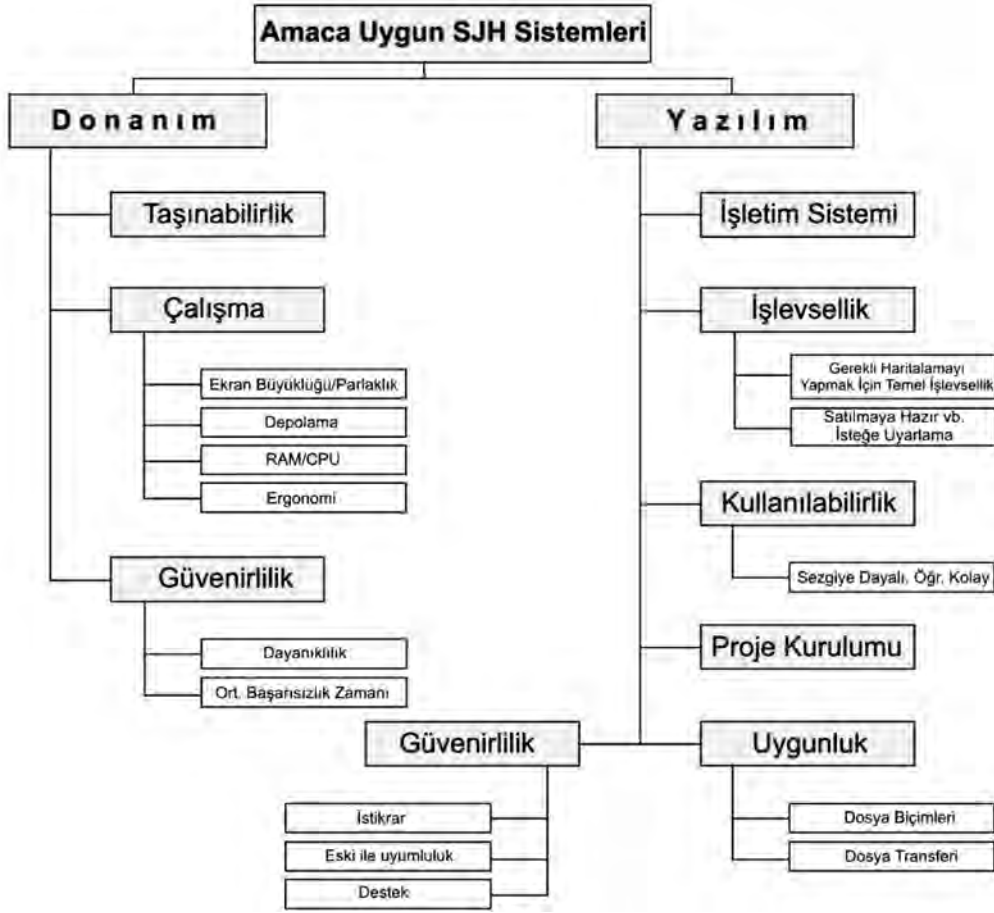 Amaca Uygun SJH Sistemleri
Donanım
Taşınabilirlik
Çalışma
Ekran Büyüklüğü/Parlaklık
Depolama
RAM/CPU
Ergonomi
Güvenirlilik
Dayanıklılık
Ort. Başarısızlık Zamanı
Yazılım
İşletim Sistemi
İşlevsellik
Gerekli Haritalamayı
Yapmak İçin Temel İşlevsellik
Satılmaya Hazır vb.
İsteğe Uyarlama
Kullanılabilirlik
Sezgiye Dayalı, Öğr. Kolay
Proje Kurulumu
Güvenirlilik
İstikrar
Eski ile uyumluluk
Destek
Uygunluk
Dosya Biçimleri
Dosya Transferi